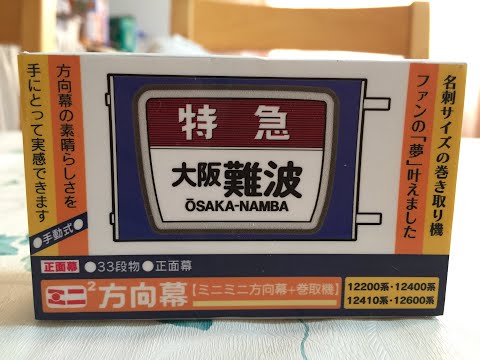 名刺サイズの巻き取り機
ファンの「夢」叶えました
特急
大阪難波
ŌSAKA-NAMBA
方向幕の素晴らしさを
手にとって実感できます
●手動式●
正面幕 ●33段物●正面幕
ミニ² 方向幕【ミニミニ方向幕+巻取機】
12200系・12400系
12410系・12600系